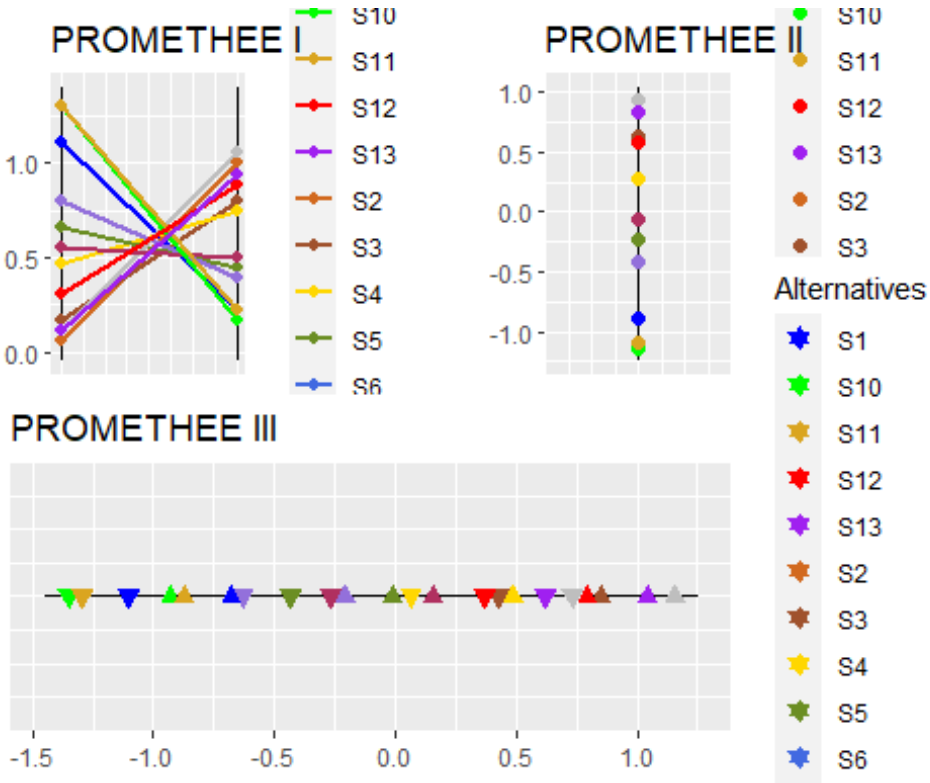 PROMETHEE I
1.0
0.5
0.0
S10
S11
S12
S13
S2
S3
S4
S5
S6
PROMETHEE II
1.0
0.5
0.0
-0.5
-1.0
S10
S11
S12
S13
S2
S3
Alternatives
S1
S10
S11
S12
S13
S2
S3
S4
S5
S6
PROMETHEE III
-1.5 -1.0 -0.5 0.0 0.5 1.0